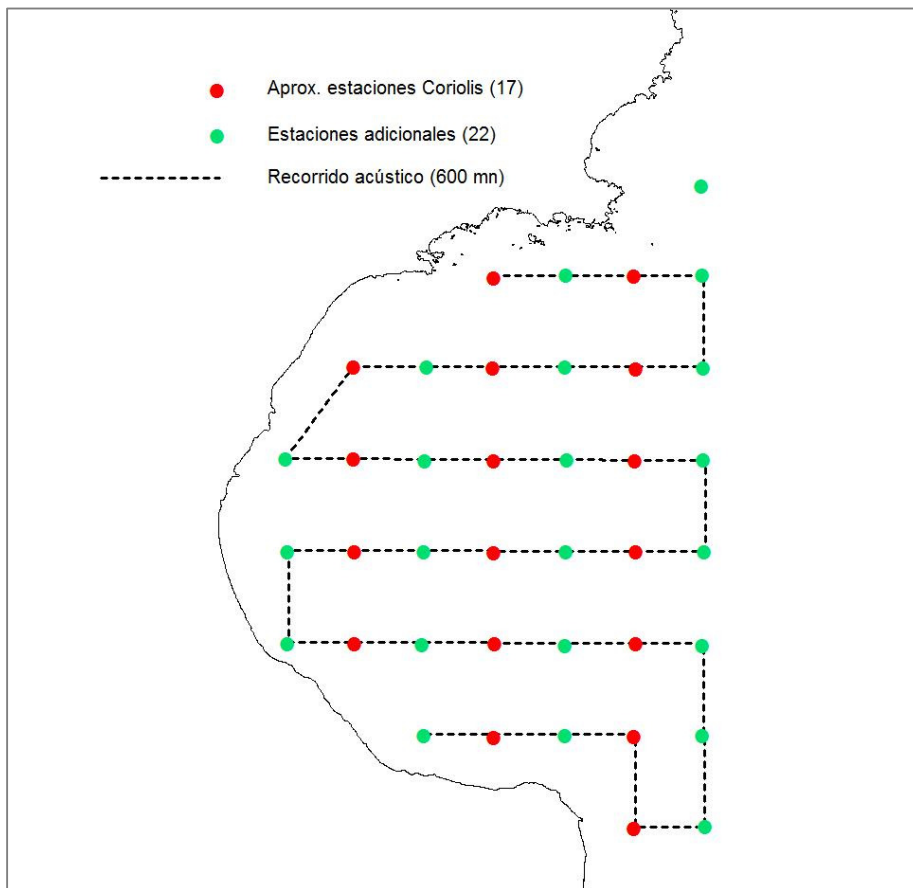 Aprox. estaciones Coriolis (17)
Estaciones adicionales (22)
Recorrido acústico (600 mn)